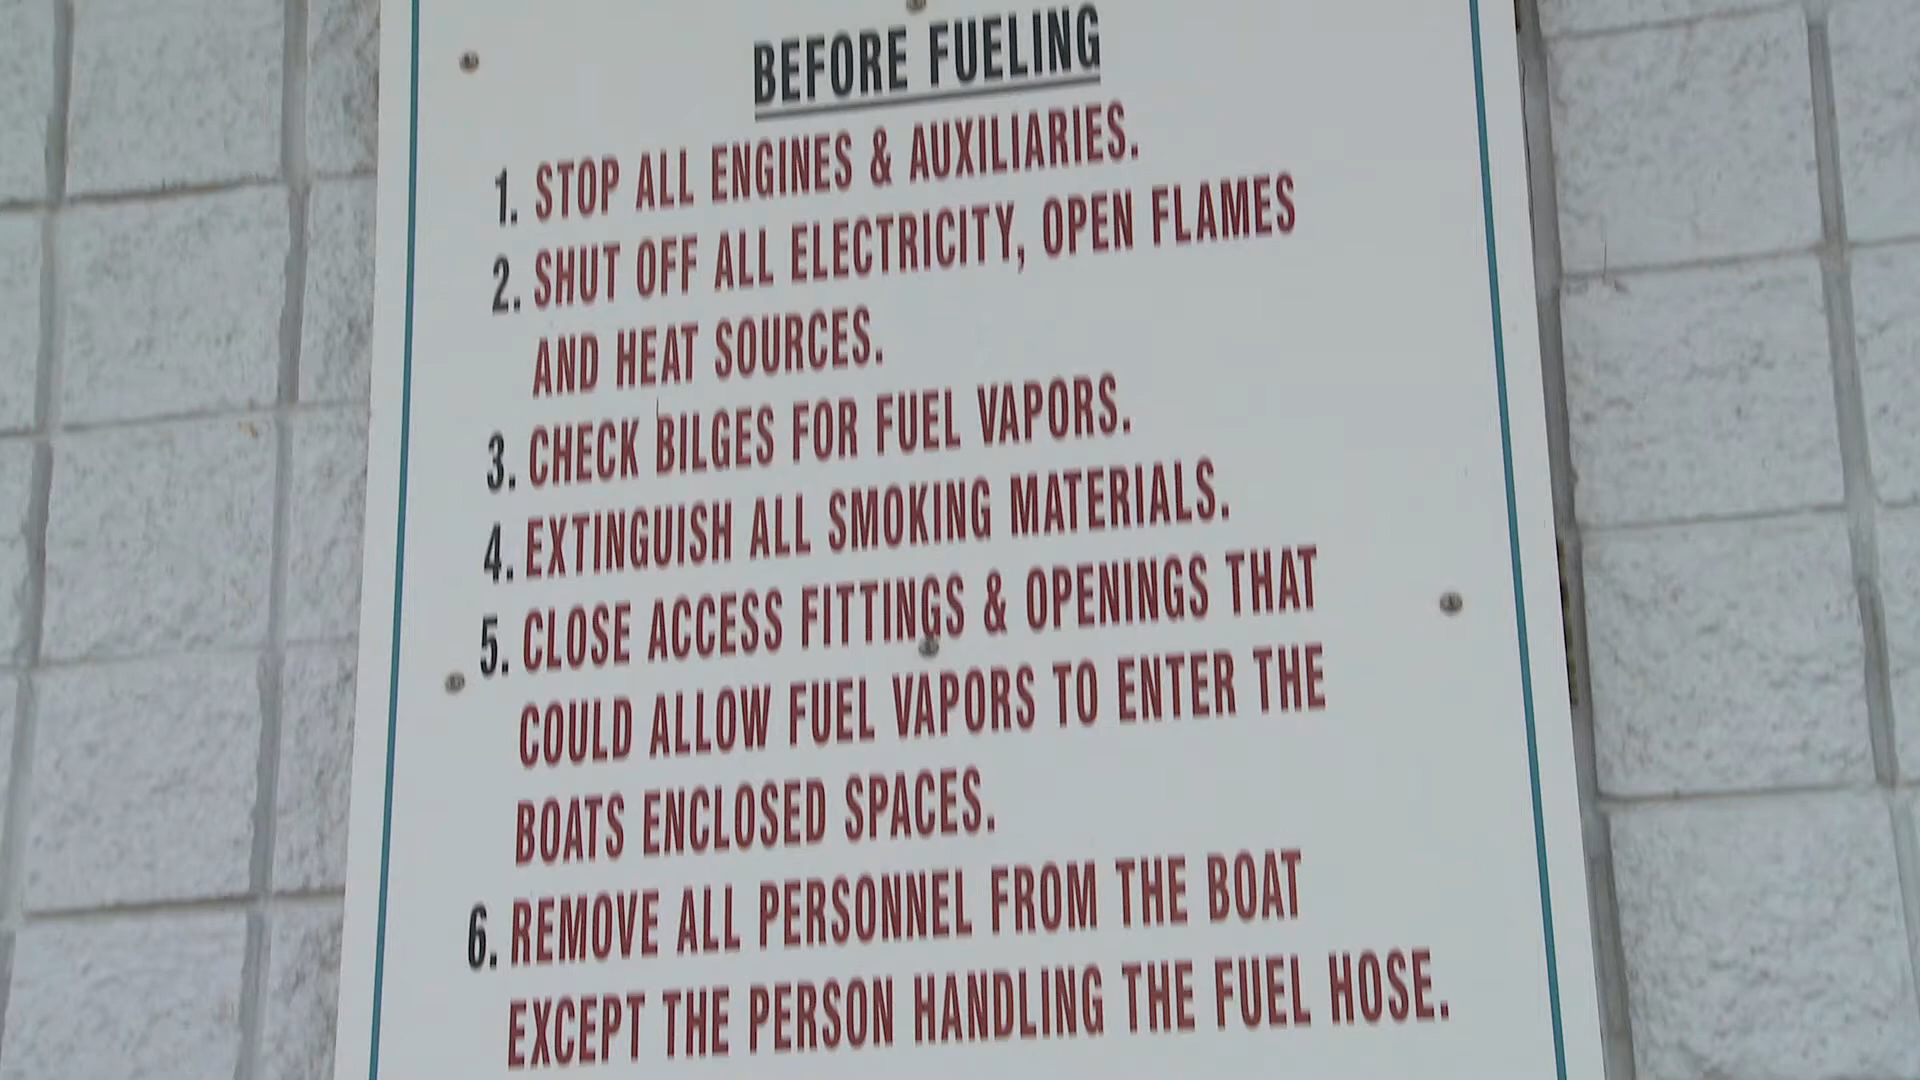 BEFORE FUELING
1. STOP ALL ENGINES & AUXILIARIES.
2. SHUT OFF ALL ELECTRICITY, OPEN FLAMES
AND HEAT SOURCES.
3. CHECK BILGES FOR FUEL VAPORS.
4. EXTINGUISH ALL SMOKING MATERIALS.
5. CLOSE ACCESS FITTINGS & OPENINGS THAT
COULD ALLOW FUEL VAPORS TO ENTER THE
BOATS ENCLOSED SPACES.
6. REMOVE ALL PERSONNEL FROM THE BOAT
EXCEPT THE PERSON HANDLING THE FUEL HOSE.